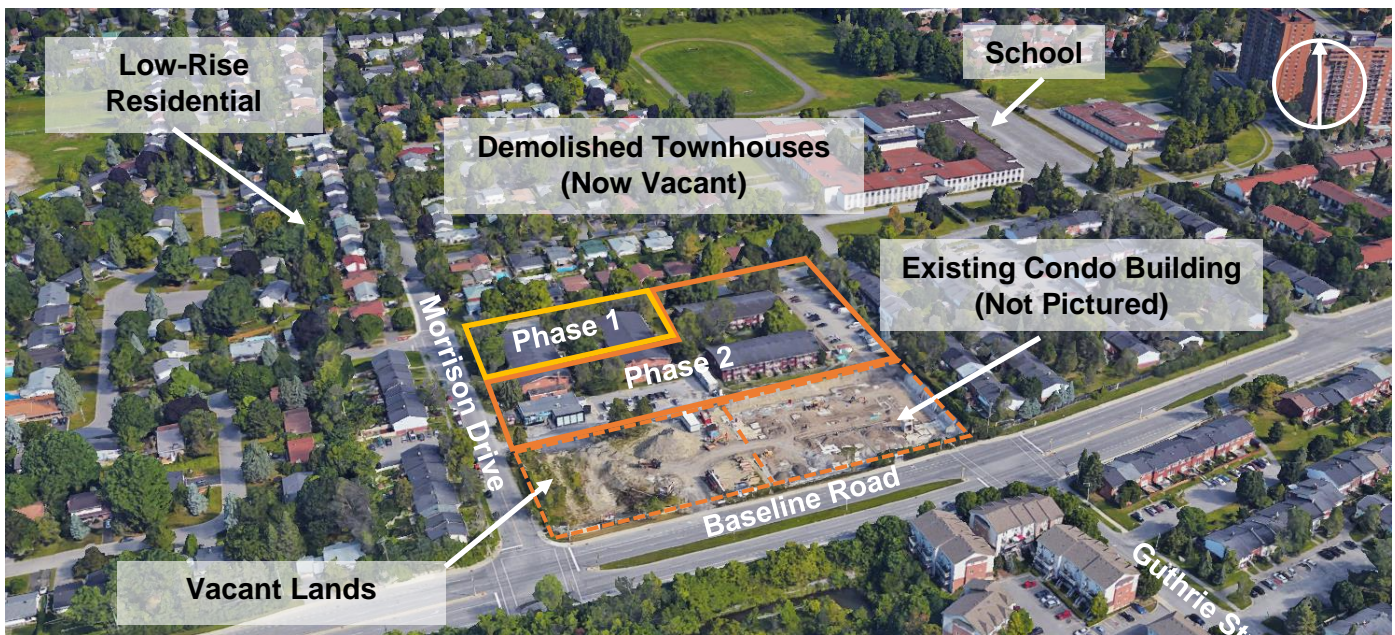 Low-Rise
Residential
School
Demolished Townhouses
(Now Vacant)
Existing Condo Building
(Not Pictured)
Phase 1
Phase 2
Morrison Drive
Baseline Road
Vacant Lands
Guthrie St